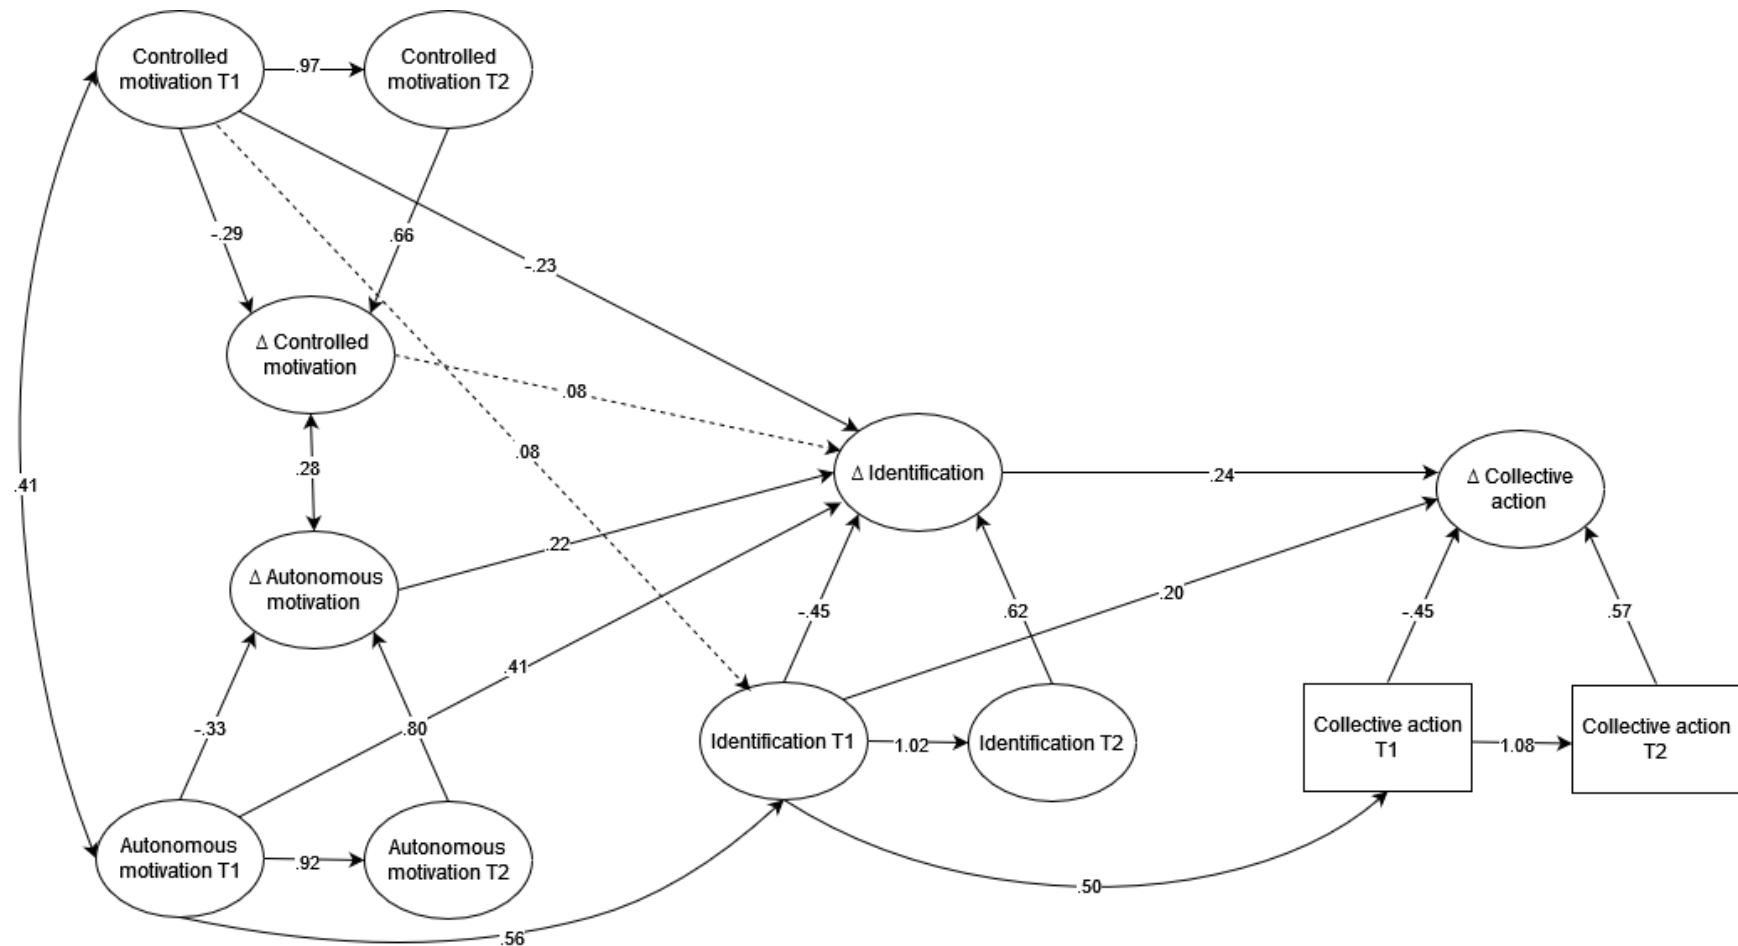 Controlled
motivation T1
.97
Controlled
motivation T2
-.29
.66
-.23
Δ Controlled
motivation
.08
.08
.28
.41
Δ Identification
.24
Δ Collective
action
.22
Δ Autonomous
motivation
-.45
.62
.20
-.45
.57
.41
-.33
.80
Identification T1
1.02
Identification T2
Collective action
T1
1.08
Collective action
T2
Autonomous
motivation T1
.92
Autonomous
motivation T2
.50
.56